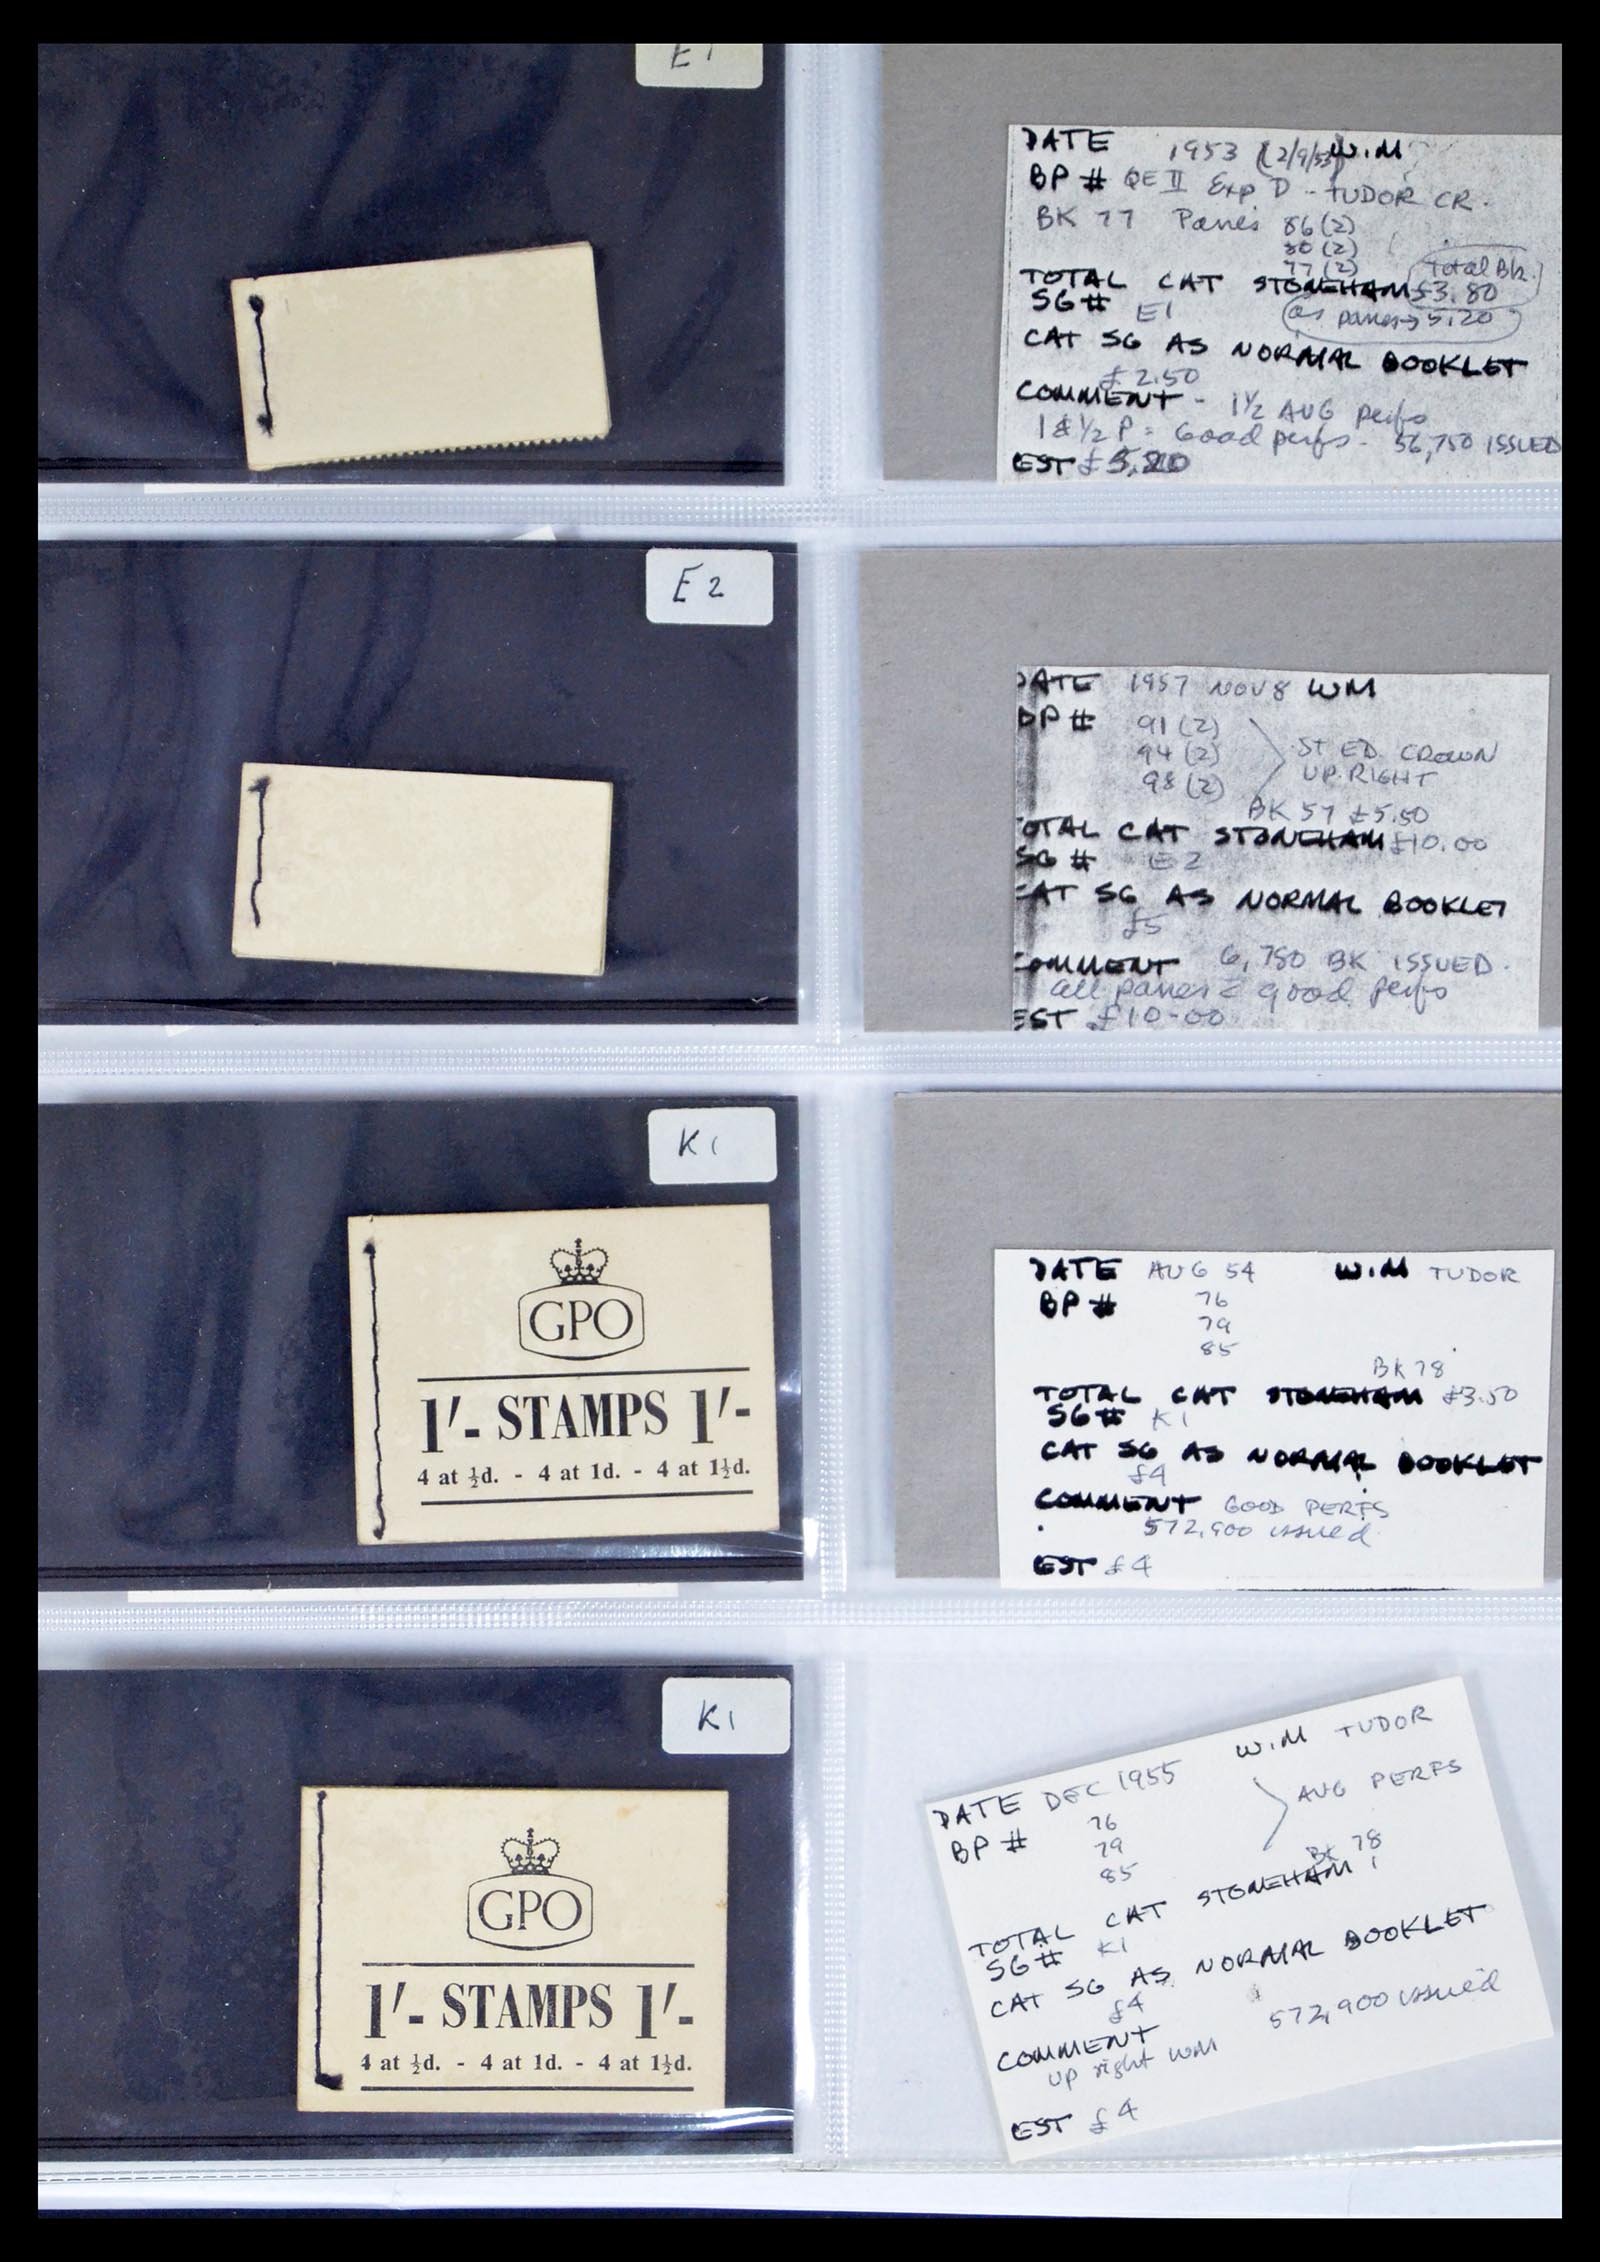 E1
DATE 1953 (2/9/53) W.M
BP # QE II Exp D - TUDOR CR.
BK 77 Panes 86 (2)
80 (2)
77 (2)
Total Bk.
TOTAL CAT STONEHAM £3.80
SG # E1
as panes → 5.20
CAT SG AS NORMAL BOOKLET
£2.50
COMMENT - 1½ AUG perfs
1 & ½ P = Good perfs - 56,750 ISSUED
EST £
E2
DATE 1957 NOV 8 WM
BP # 91 (2)
94 (2)
98 (2)
ST ED CROWN
UP.RIGHT
BK 57 £5.50
TOTAL CAT STONEHAM £10.00
SG # E2
CAT SG AS NORMAL BOOKLET
£5
COMMENT 6,750 BK ISSUED.
all panes = good perfs
EST £10-00
K1
GPO
1/- STAMPS 1/-
4 at ½d. - 4 at 1d. - 4 at 1½d.
DATE AUG 54 W.M TUDOR
BP # 76
79
85
BK 78
TOTAL CAT STONEHAM £3.50
SG # K1
CAT SG AS NORMAL BOOKLET
£4
COMMENT GOOD PERFS
572,900 issued
EST £4
K1
GPO
1/- STAMPS 1/-
4 at ½d. - 4 at 1d. - 4 at 1½d.
DATE DEC 1955 W.M TUDOR
BP # 76
79
85
AUG PERFS
BK 78
TOTAL CAT STONEHAM
SG # K1
CAT SG AS NORMAL BOOKLET
£4
COMMENT 572,900 issued
up right WM
EST £4